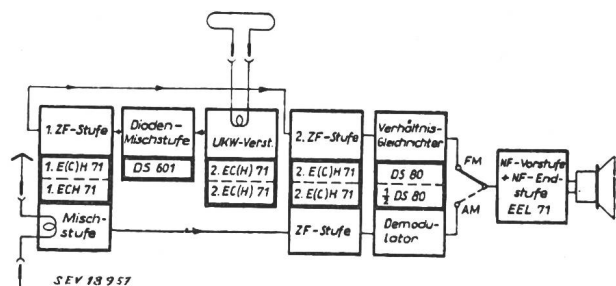 1. ZF-Stufe
1. E(C)H 71
1. ECH 71
Misch-
stufe
Dioden-
Mischstufe
DS 601
UKW-Verst.
2. EC(H) 71
2. EC(H) 71
2. ZF-Stufe
2. E(C)H 71
2. E(C)H 71
ZF-Stufe
Verhältnis-
Gleichrichter
DS 80
½ DS 80
Demodu-
lator
FM
AM
NF-Vorstufe
+ NF-End-
stufe
EEL 71
SEV 18957